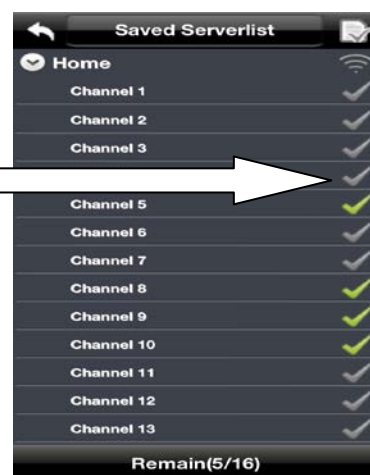 Saved Serverlist
Home
Channel 1
Channel 2
Channel 3
Channel 5
Channel 6
Channel 7
Channel 8
Channel 9
Channel 10
Channel 11
Channel 12
Channel 13
Remain(5/16)